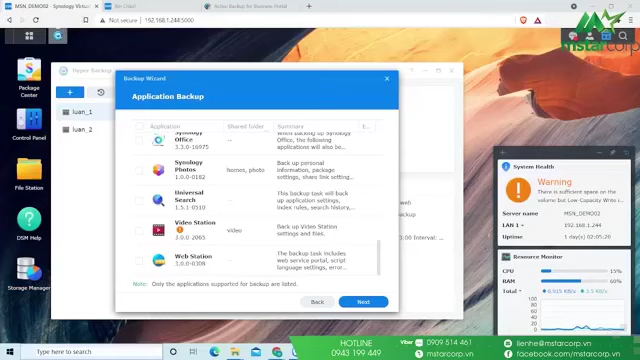 MSN_DEMO02 - Synology Virtu
Active Backup for Business Portal
Not secure | 192.168.1.244:5000
mstarcorp
Package Center
Control Panel
File Station
DSM Help
Storage Manager
Hyper Backup
luan_1
luan_2
Backup Wizard
Application Backup
Application
Shared folder
Summary
E...
Synology Office
3.3.0-16975
--
When backing up Synology Office, the following applications will also be...
Synology Photos
1.0.0-0182
homes, photo
Back up personal information, package settings, share link setting...
Universal Search
1.5.1-0510
--
This backup task will back up application settings, index rules, search history,...
Video Station
3.0.0-2065
video
Back up Video Station settings and files.
Web Station
3.0.0-0308
--
The backup task includes web service portal, script language settings, error...
Note: Only the applications supported for backup are listed.
Back
Next
System Health
Warning
There is sufficient space on the volume but Low-Capacity Write
Server name
MSN_DEMO02
LAN 1
192.168.1.244
Uptime
1 day(s) 02:05:20
Resource Monitor
CPU
15%
RAM
60%
Total
100
80
60
40
20
0
Type here to search
HOTLINE
0943 199 449
Viber
0909 514 461
mstarcorp.vn
lienhe@mstarcorp.vn
mstarcorp.vn